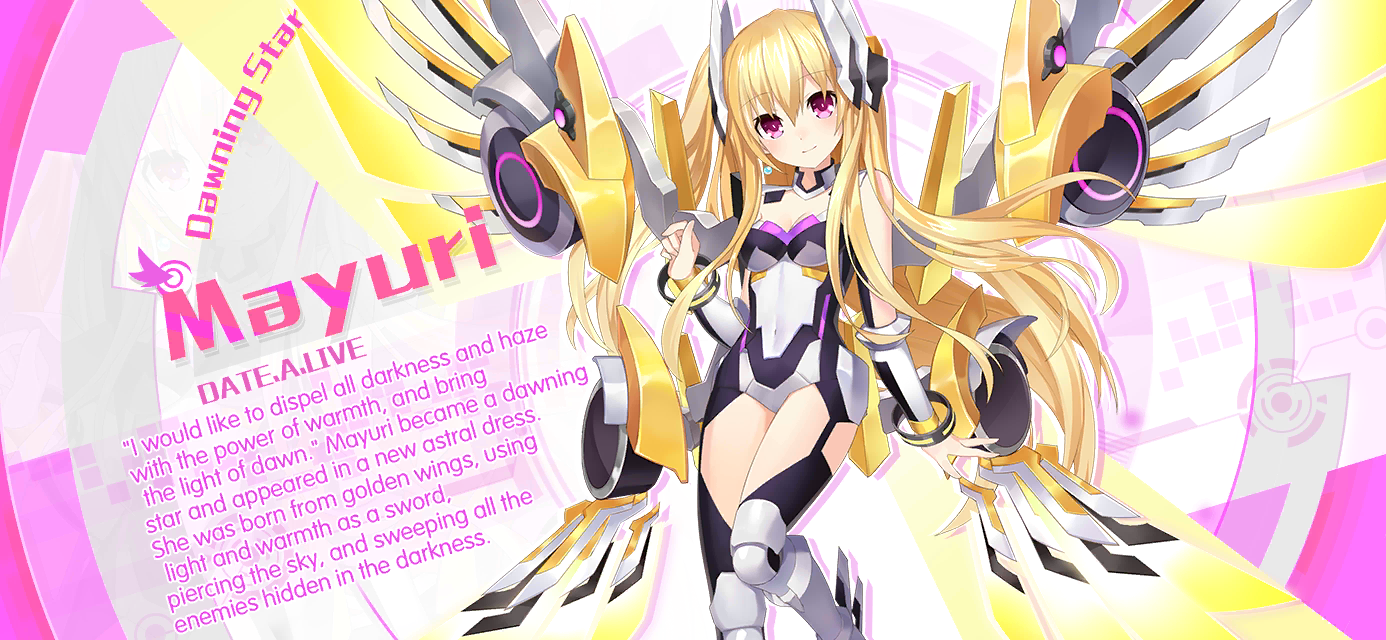 Dawning Star
Mayuri
DATE.A.LIVE
"I would like to dispel all darkness and haze
with the power of warmth, and bring
the light of dawn." Mayuri became a dawning
star and appeared in a new astral dress.
She was born from golden wings, using
light and warmth as a sword,
piercing the sky, and sweeping all the
enemies hidden in the darkness.